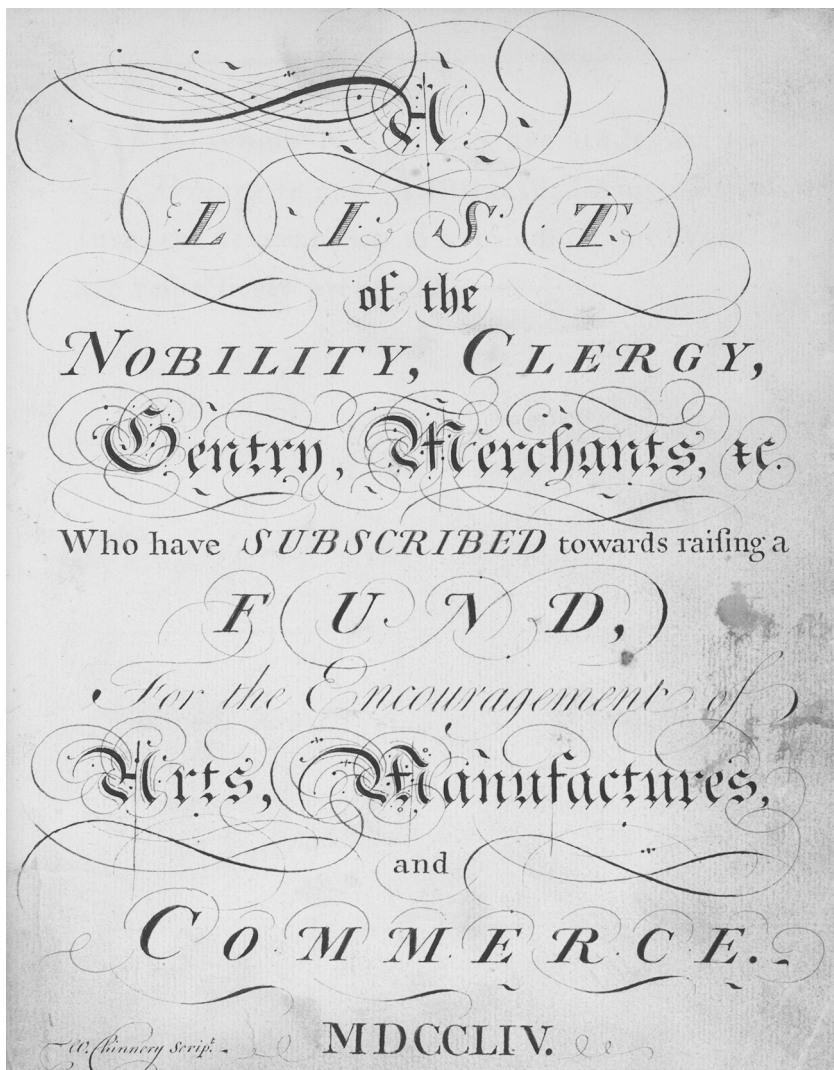 A
LIST
of the
NOBILITY, CLERGY,
Gentry, Merchants, &c.
Who have SUBSCRIBED towards raiſing a
FUND,
For the Encouragement of
Arts, Manufactures,
and
COMMERCE.
MDCCLIV.
W. Chinnery Script.